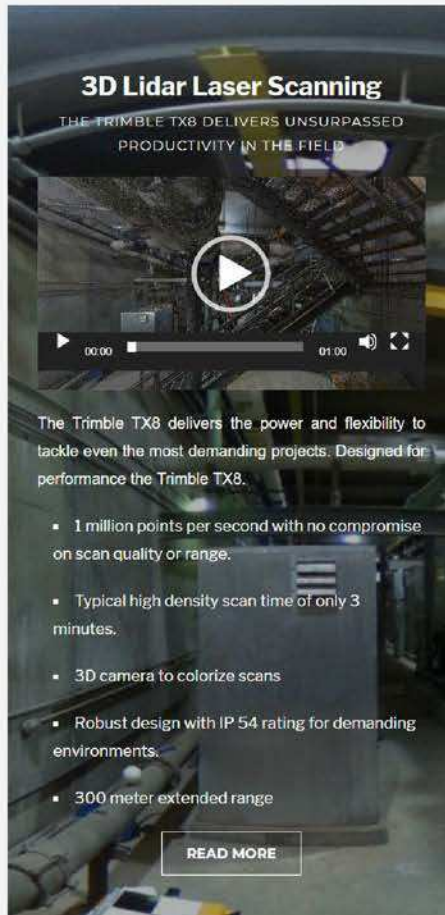 3D Lidar Laser Scanning
THE TRIMBLE TX8 DELIVERS UNSURPASSED
PRODUCTIVITY IN THE FIELD
00:00
01:00
The Trimble TX8 delivers the power and flexibility to
tackle even the most demanding projects. Designed for
performance the Trimble TX8.
▪ 1 million points per second with no compromise
on scan quality or range.
▪ Typical high density scan time of only 3
minutes.
▪ 3D camera to colorize scans
▪ Robust design with IP 54 rating for demanding
environments.
▪ 300 meter extended range
READ MORE